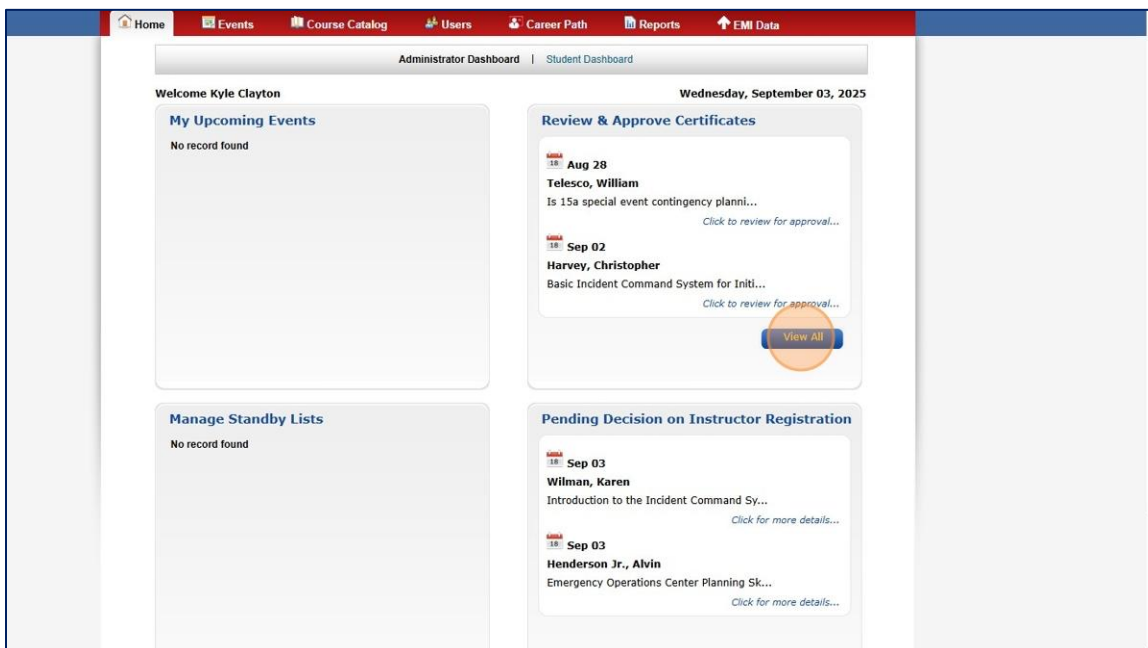 Home Events Course Catalog Users Career Path Reports EMI Data
Administrator Dashboard | Student Dashboard
Welcome Kyle Clayton Wednesday, September 03, 2025
My Upcoming Events
No record found
Review & Approve Certificates
18 Aug 28
Telesco, William
Is 15a special event contingency planni...
Click to review for approval...
18 Sep 02
Harvey, Christopher
Basic Incident Command System for Initi...
Click to review for approval...
View All
Manage Standby Lists
No record found
Pending Decision on Instructor Registration
18 Sep 03
Wilman, Karen
Introduction to the Incident Command Sy...
Click for more details...
18 Sep 03
Henderson Jr., Alvin
Emergency Operations Center Planning Sk...
Click for more details...